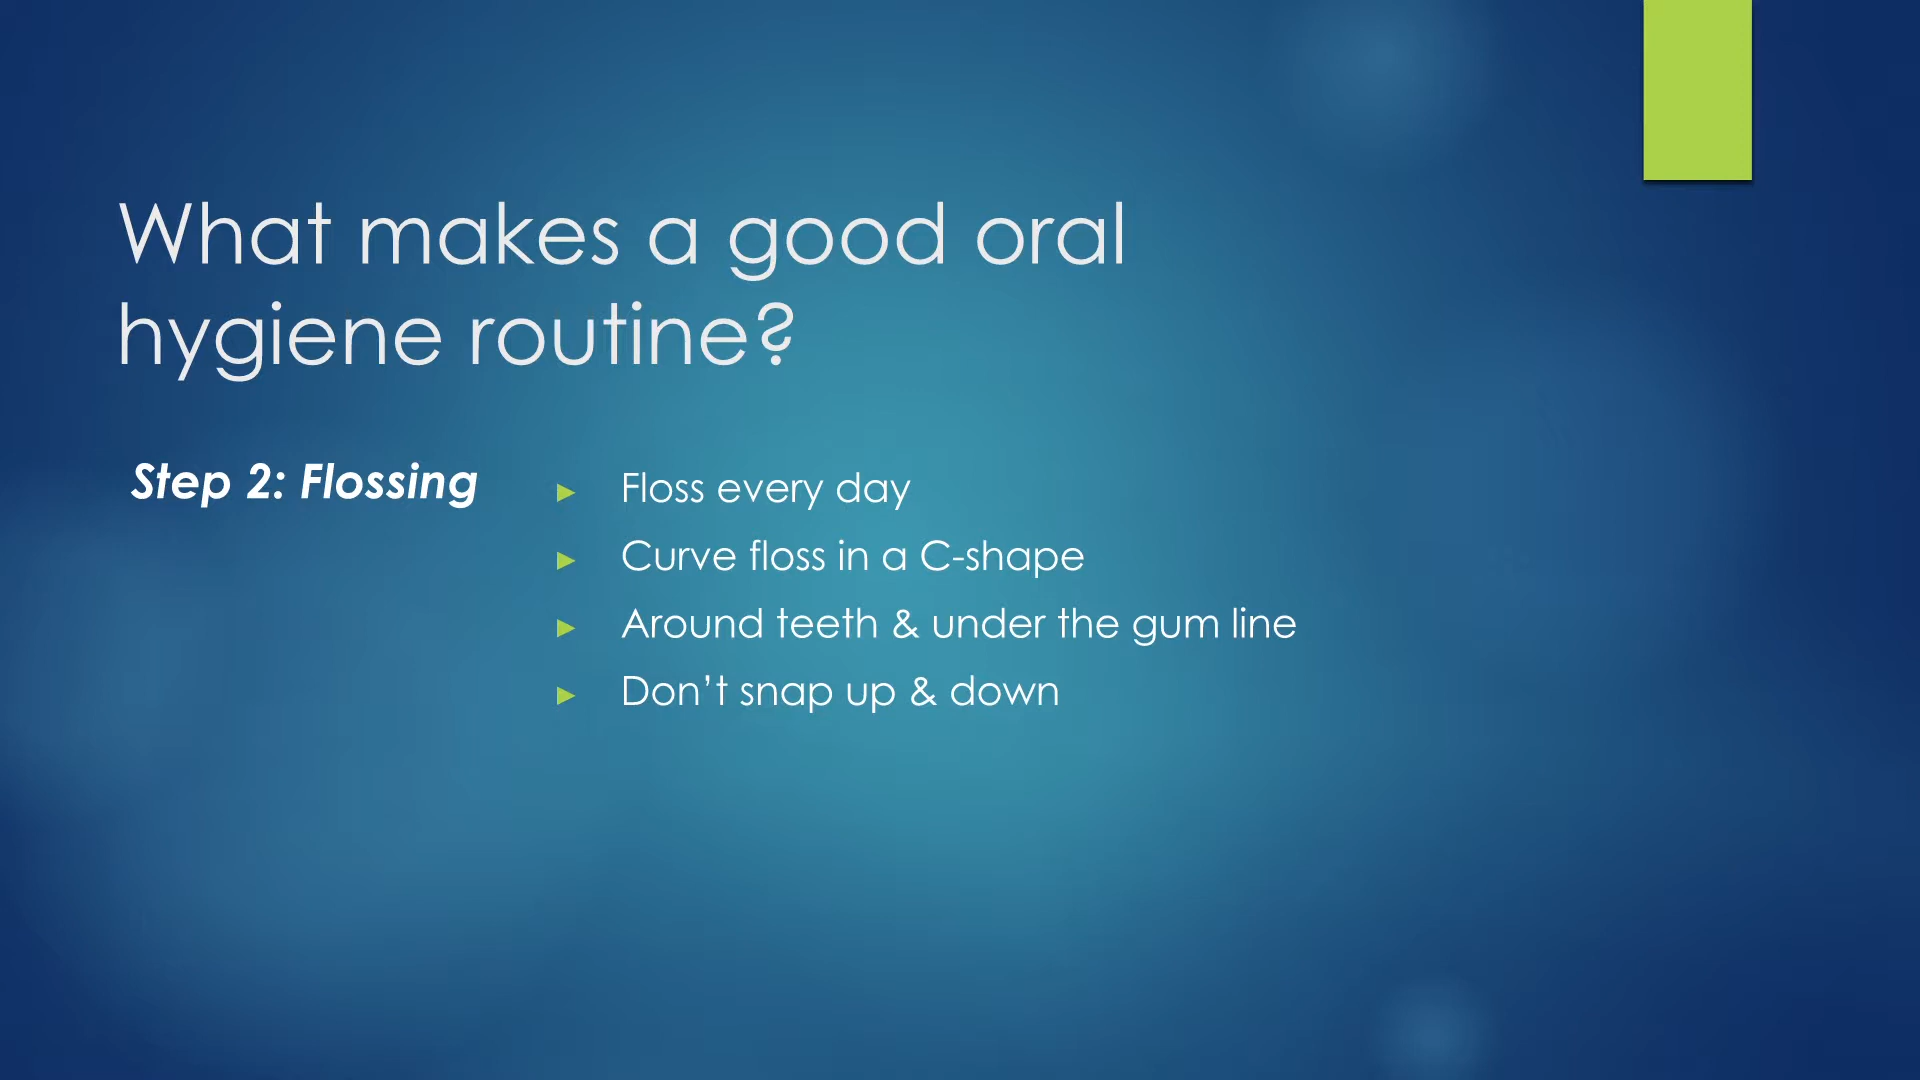 What makes a good oral
hygiene routine?
Step 2: Flossing
Floss every day
Curve floss in a C-shape
Around teeth & under the gum line
Don’t snap up & down